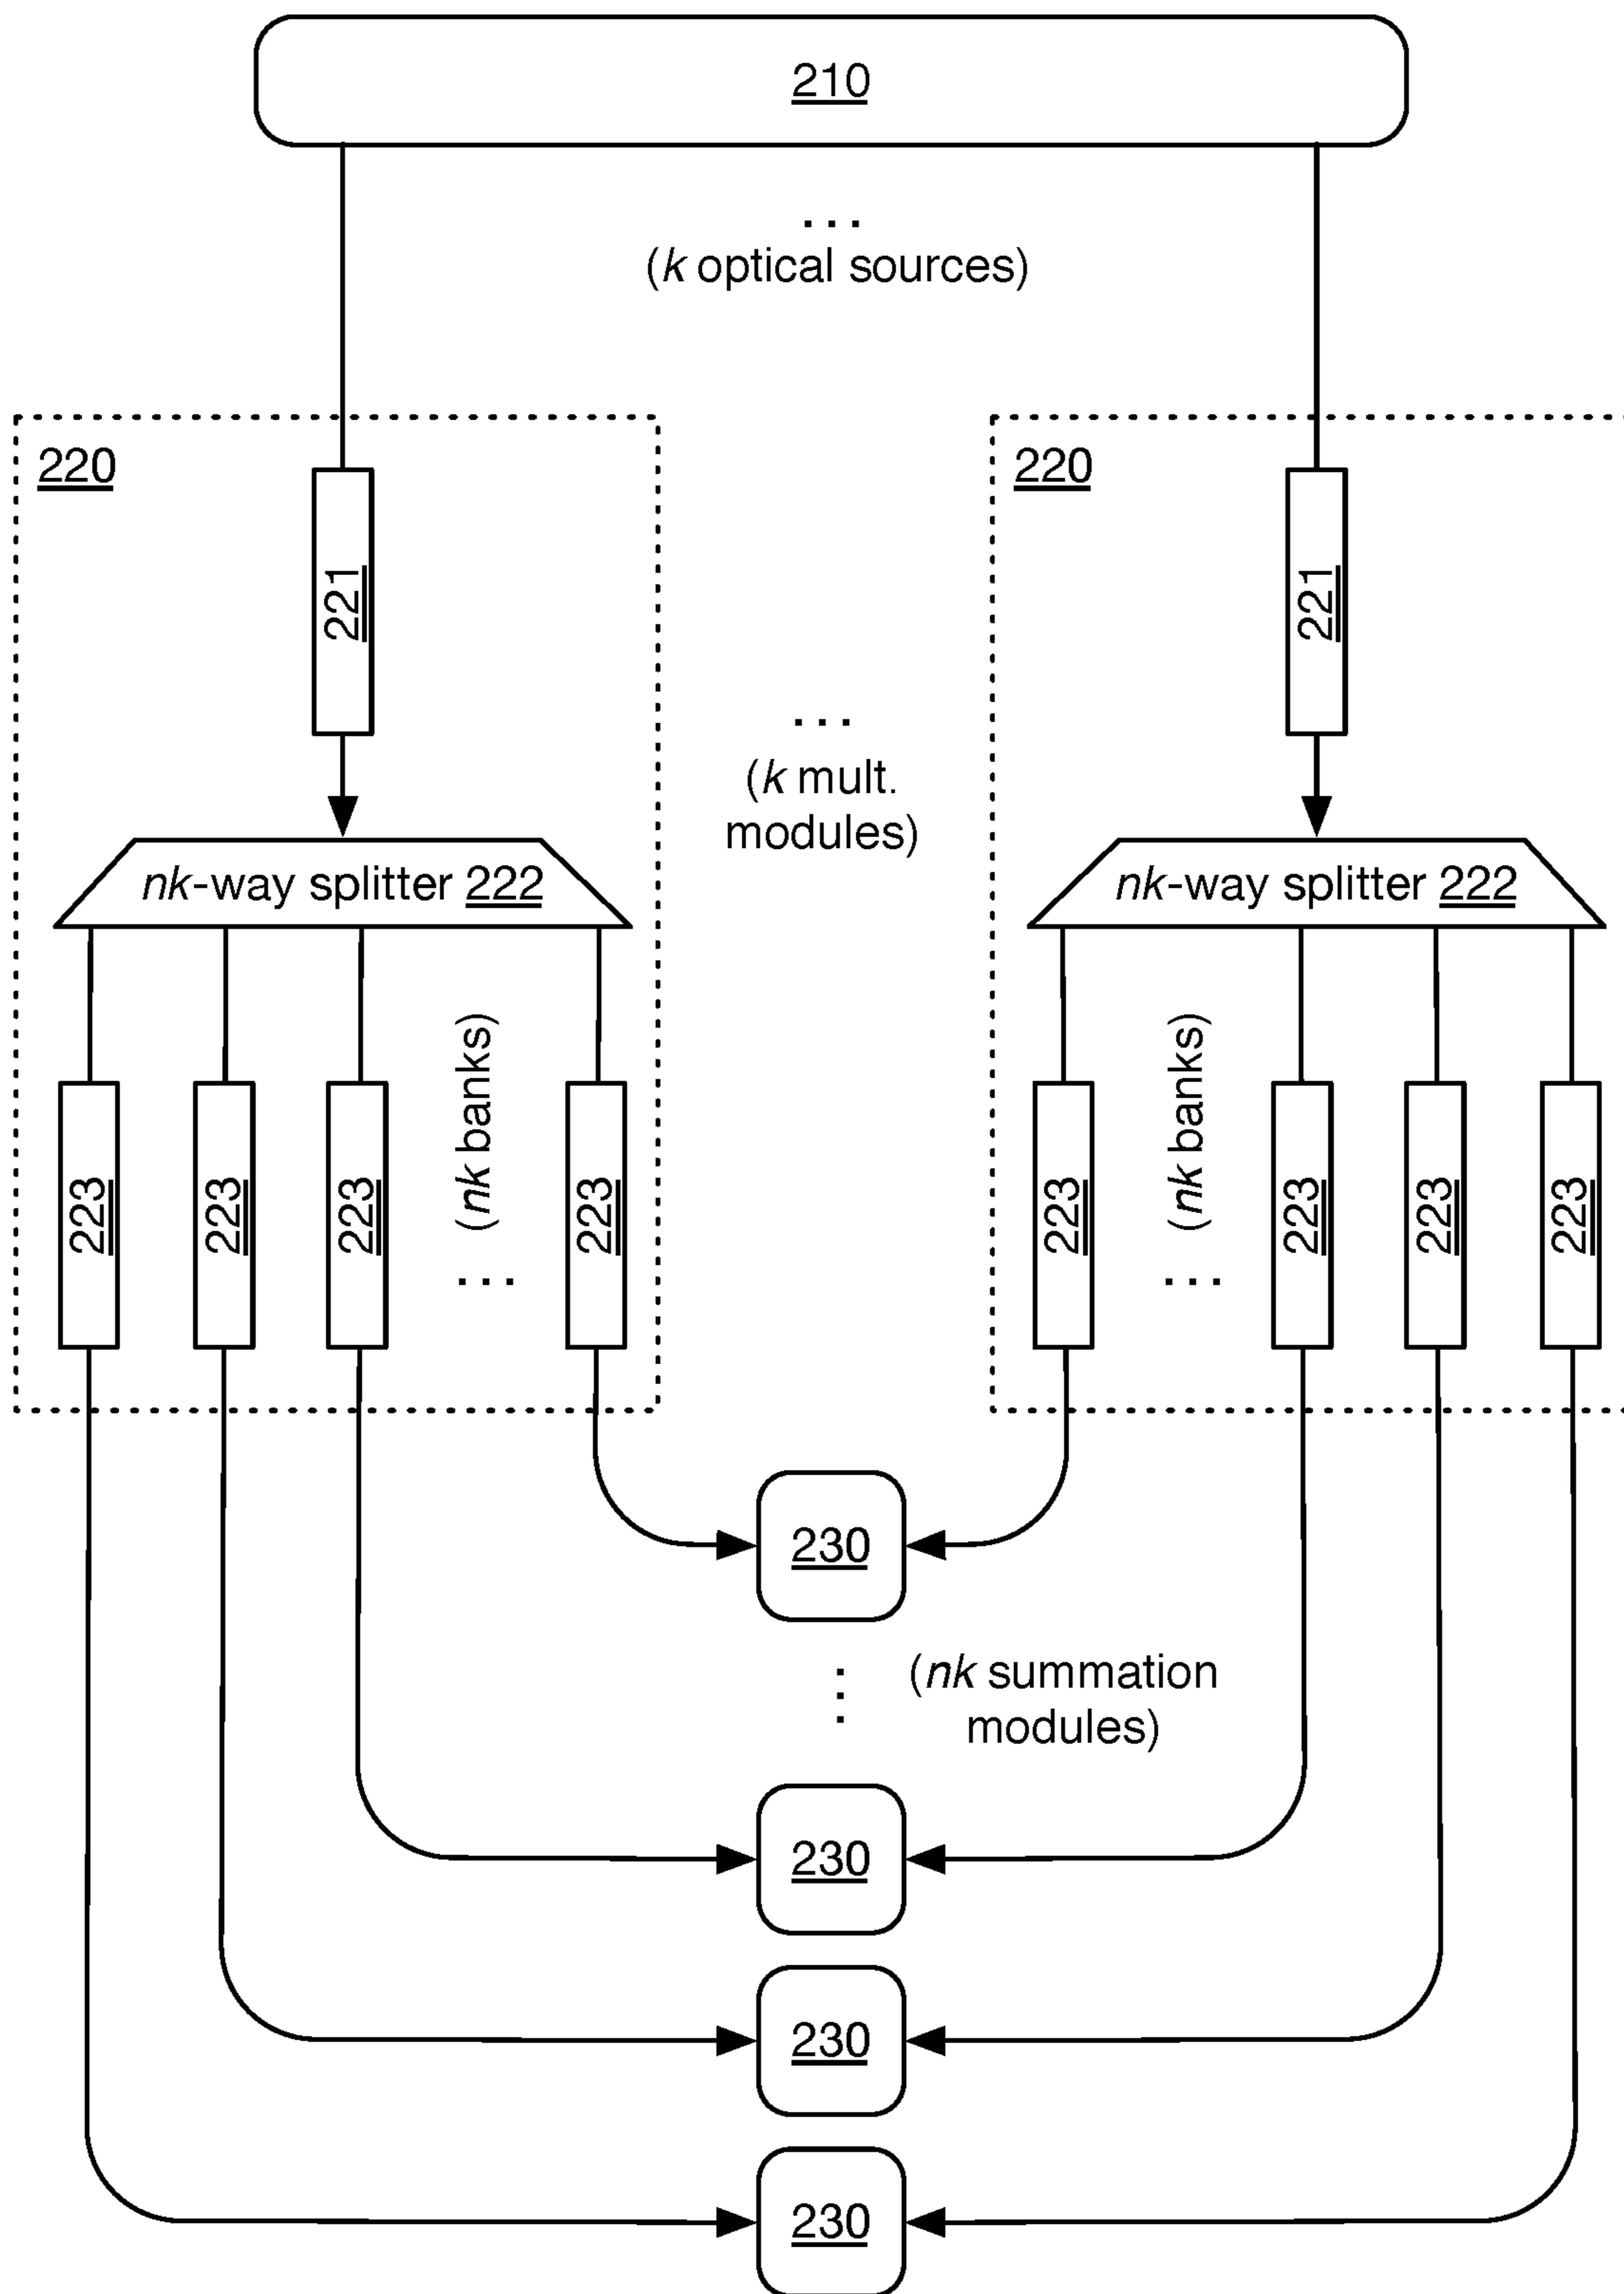 210
...
(k optical sources)
220
220
221
221
...
(k mult.
modules)
nk-way splitter 222
nk-way splitter 222
(nk banks)
(nk banks)
223
223
223
...
223
223
...
223
223
223
230
...
(nk summation
modules)
230
230
230